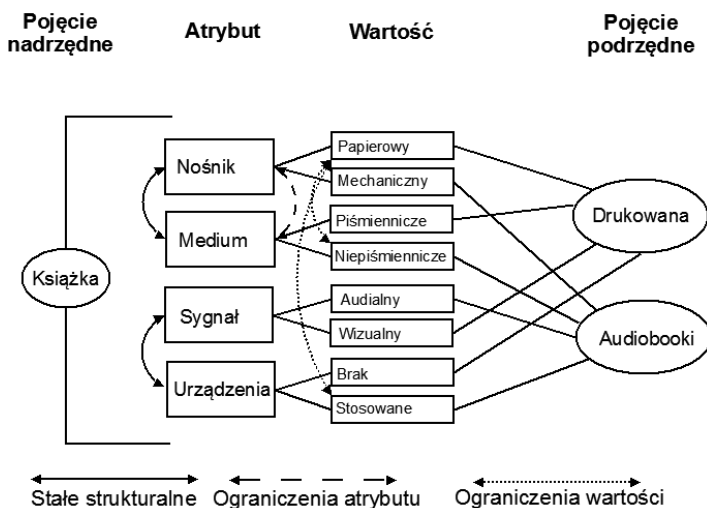 Pojęcie
nadrzędne
Atrybut
Wartość
Pojęcie
podrzędne
Książka
Nośnik
Medium
Sygnał
Urządzenia
Papierowy
Mechaniczny
Piśmiennicze
Niepiśmiennicze
Audialny
Wizualny
Brak
Stosowane
Drukowana
Audiobooki
Stałe strukturalne
Ograniczenia atrybutu
Ograniczenia wartości